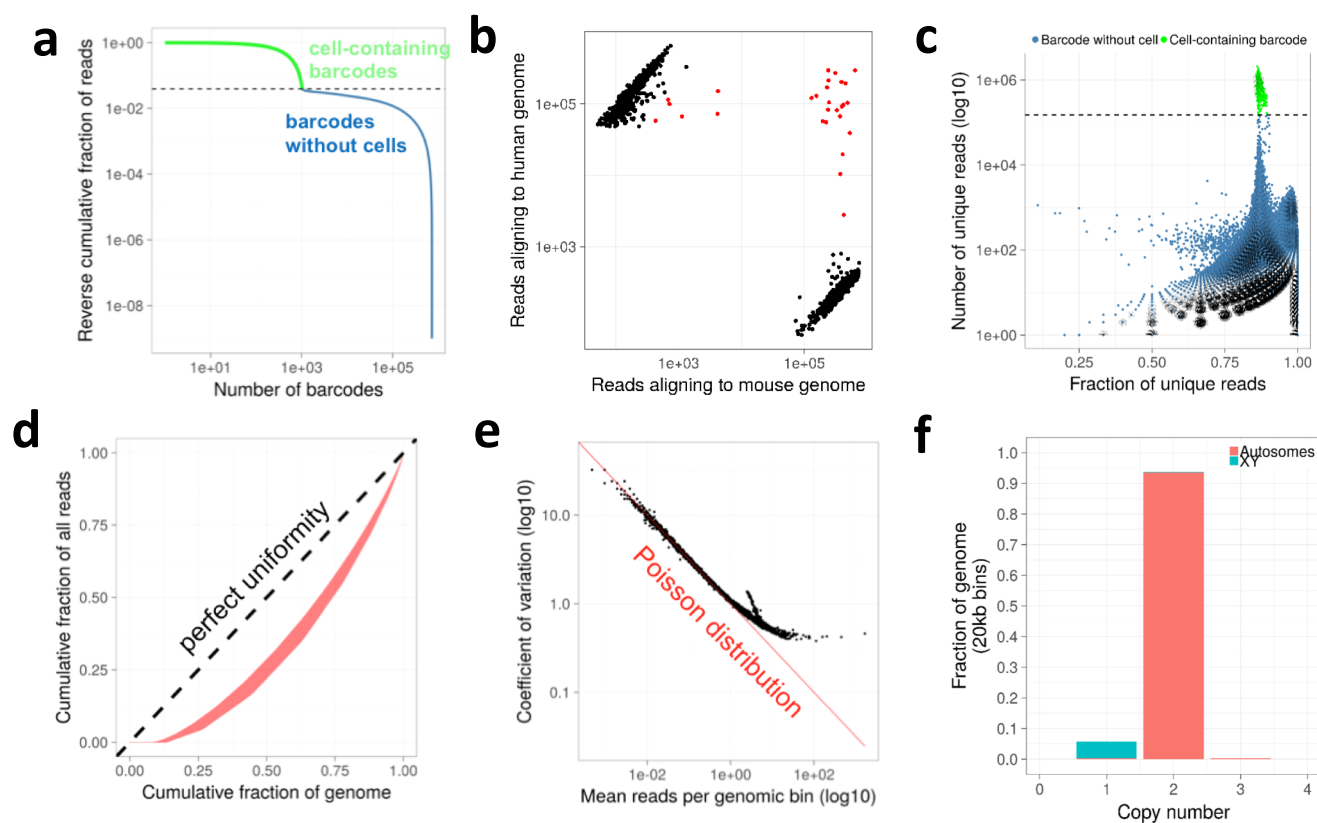 a
Reverse cumulative fraction of reads
1e+00
1e-02
1e-04
1e-06
1e-08
cell-containing
barcodes
barcodes
without cells
1e+01
1e+03
1e+05
Number of barcodes
b
Reads aligning to human genome
1e+05
1e+03
1e+03
1e+05
Reads aligning to mouse genome
c
Barcode without cell
Cell-containing barcode
Number of unique reads (log10)
1e+06
1e+04
1e+02
1e+00
0.25
0.50
0.75
1.00
Fraction of unique reads
d
Cumulative fraction of all reads
1.00
0.75
0.50
0.25
0.00
perfect uniformity
0.00
0.25
0.50
0.75
1.00
Cumulative fraction of genome
e
Coefficient of variation (log10)
10.0
1.0
0.1
Poisson distribution
1e-02
1e+00
1e+02
Mean reads per genomic bin (log10)
f
Fraction of genome
(20kb bins)
1.0
0.9
0.8
0.7
0.6
0.5
0.4
0.3
0.2
0.1
0.0
Autosomes
XY
0
1
2
3
4
Copy number